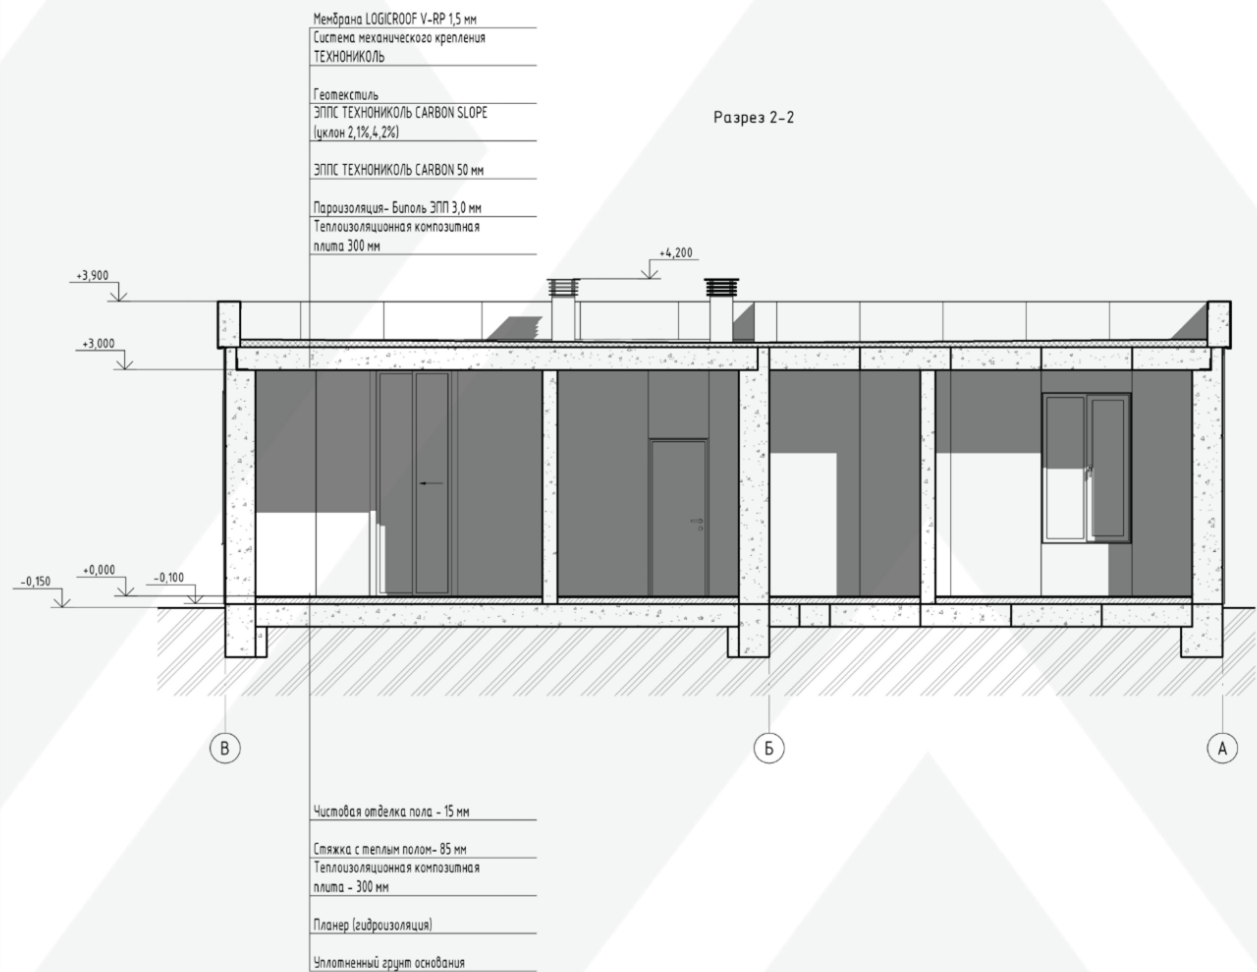 Мембрана LOGICROOF V-RP 1,5 мм
Система механического крепления
ТЕХНОНИКОЛЬ
Геотекстиль
ЭППС ТЕХНОНИКОЛЬ CARBON SLOPE
(уклон 2,1%,4,2%)
ЭППС ТЕХНОНИКОЛЬ CARBON 50 мм
Пароизоляция- Биполь ЭПП 3,0 мм
Теплоизоляционная композитная
плита 300 мм
Разрез 2-2
+4,200
+3,900
+3,000
+0,000
-0,100
-0,150
В
Б
А
Чистовая отделка пола - 15 мм
Стяжка с теплым полом- 85 мм
Теплоизоляционная композитная
плита - 300 мм
Планер (гидроизоляция)
Уплотненный грунт основания